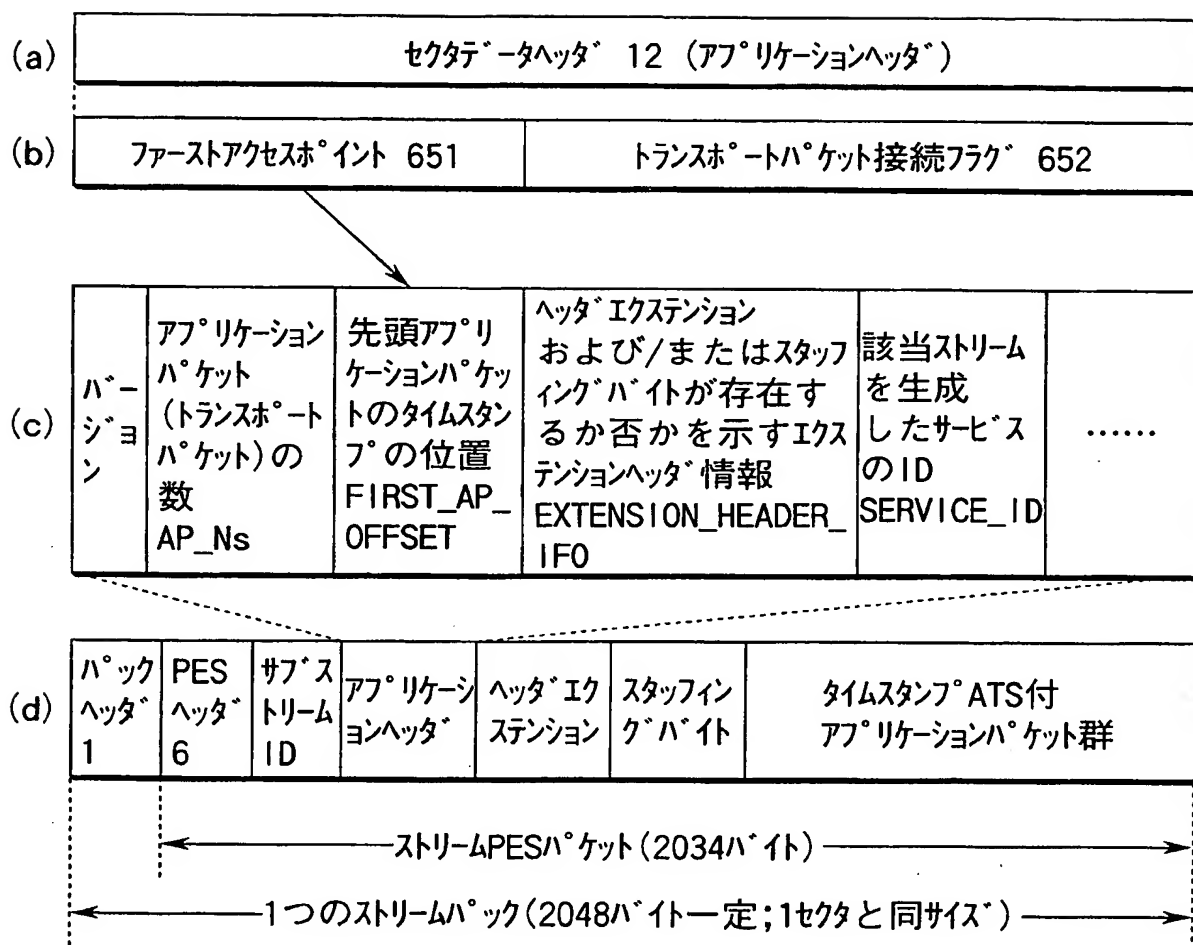 (a)
セクタデータヘッダ 12 (アプリケーションヘッダ)
(b)
ファーストアクセスポイント 651
トランスポートパケット接続フラグ 652
(c)
バー
ジョ
ン
アプリケーション
パケット
(トランスポート
パケット)の
数
AP_Ns
先頭アプリ
ケーションパケッ
トのタイムスタン
プの位置
FIRST_AP_
OFFSET
ヘッダエクステンション
および/またはスタッフ
ィングバイトが存在す
るか否かを示すエクス
テンションヘッダ情報
EXTENSION_HEADER_
IFO
該当ストリーム
を生成
したサービス
のID
SERVICE_ID
……
(d)
パック
ヘッダ
1
PES
ヘッダ
6
サブス
トリーム
ID
アプリケーシ
ョンヘッダ
ヘッダエク
ステンション
スタッフィン
グバイト
タイムスタンプATS付
アプリケーションパケット群
ストリームPESパケット(2034バイト)
1つのストリームパック(2048バイト一定;1セクタと同サイズ)